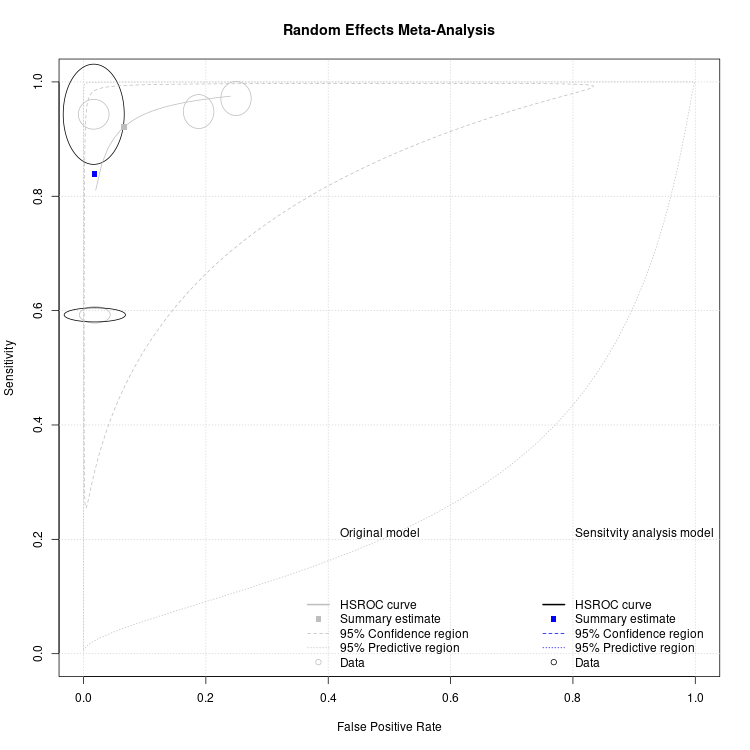 Random Effects Meta-Analysis
Sensitivity
1.0
0.8
0.6
0.4
0.2
0.0
Original model
Sensitvity analysis model
HSROC curve
Summary estimate
95% Confidence region
95% Predictive region
Data
HSROC curve
Summary estimate
95% Confidence region
95% Predictive region
Data
0.0 0.2 0.4 0.6 0.8 1.0
False Positive Rate